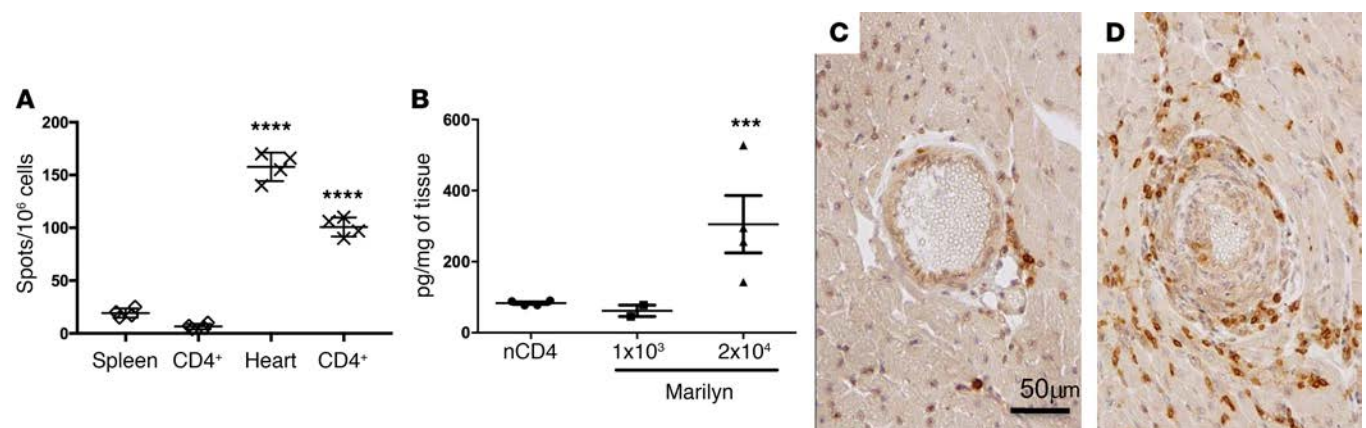 A
Spots/10⁶ cells
200
150
100
50
0
****
****
Spleen CD4⁺ Heart CD4⁺
B
pg/mg of tissue
600
400
200
0
***
nCD4 1x10³ 2x10⁴
Marilyn
C
50µm
D